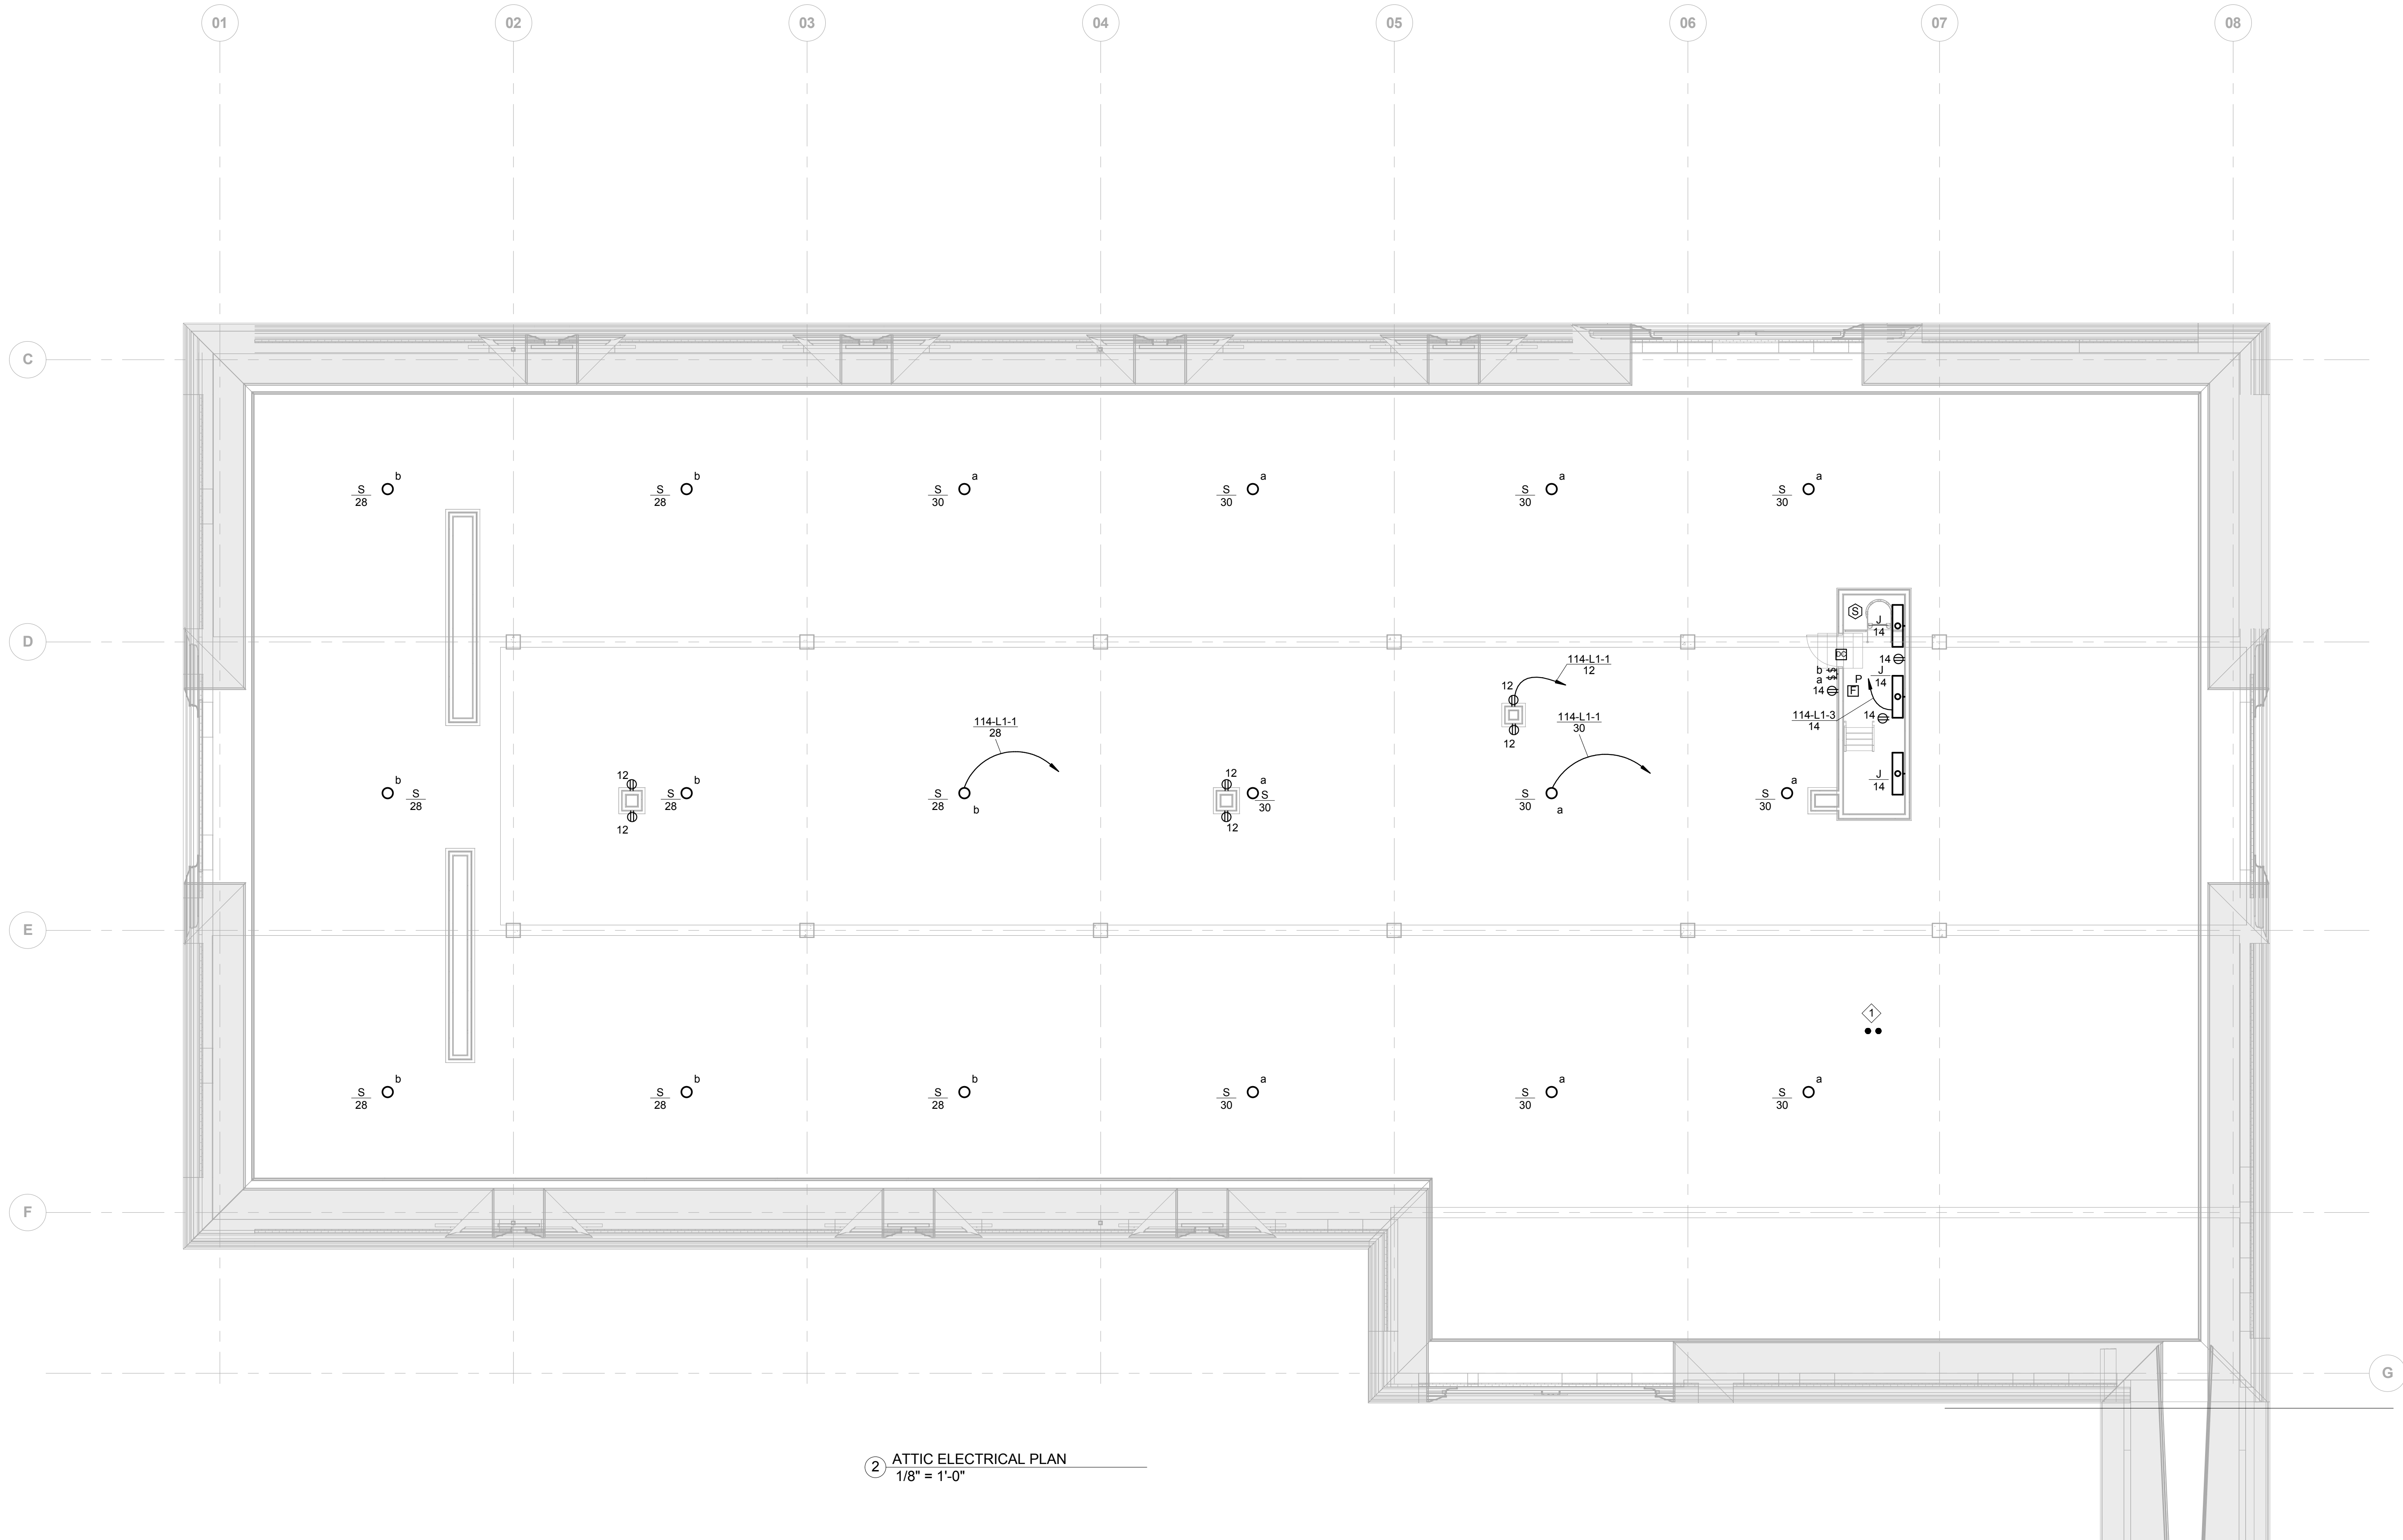 01 02 03 04 05 06 07 08
C
b b a a a a
S S S S S S
28 28 30 30 30 30
S
J
14
D
DC
14
114-L1-1
12
b $
a $
14
P
F
J
14
12
114-L1-3
14
14
114-L1-1
28
114-L1-1
30
12
12
12
J
14
b
S
28
S
28
b
S
28
b
a
S
30
S
30
a
S
30
a
12
12
E
1
b b b a a a
S S S S S S
28 28 28 30 30 30
F
G
2 ATTIC ELECTRICAL PLAN
1/8" = 1'-0"